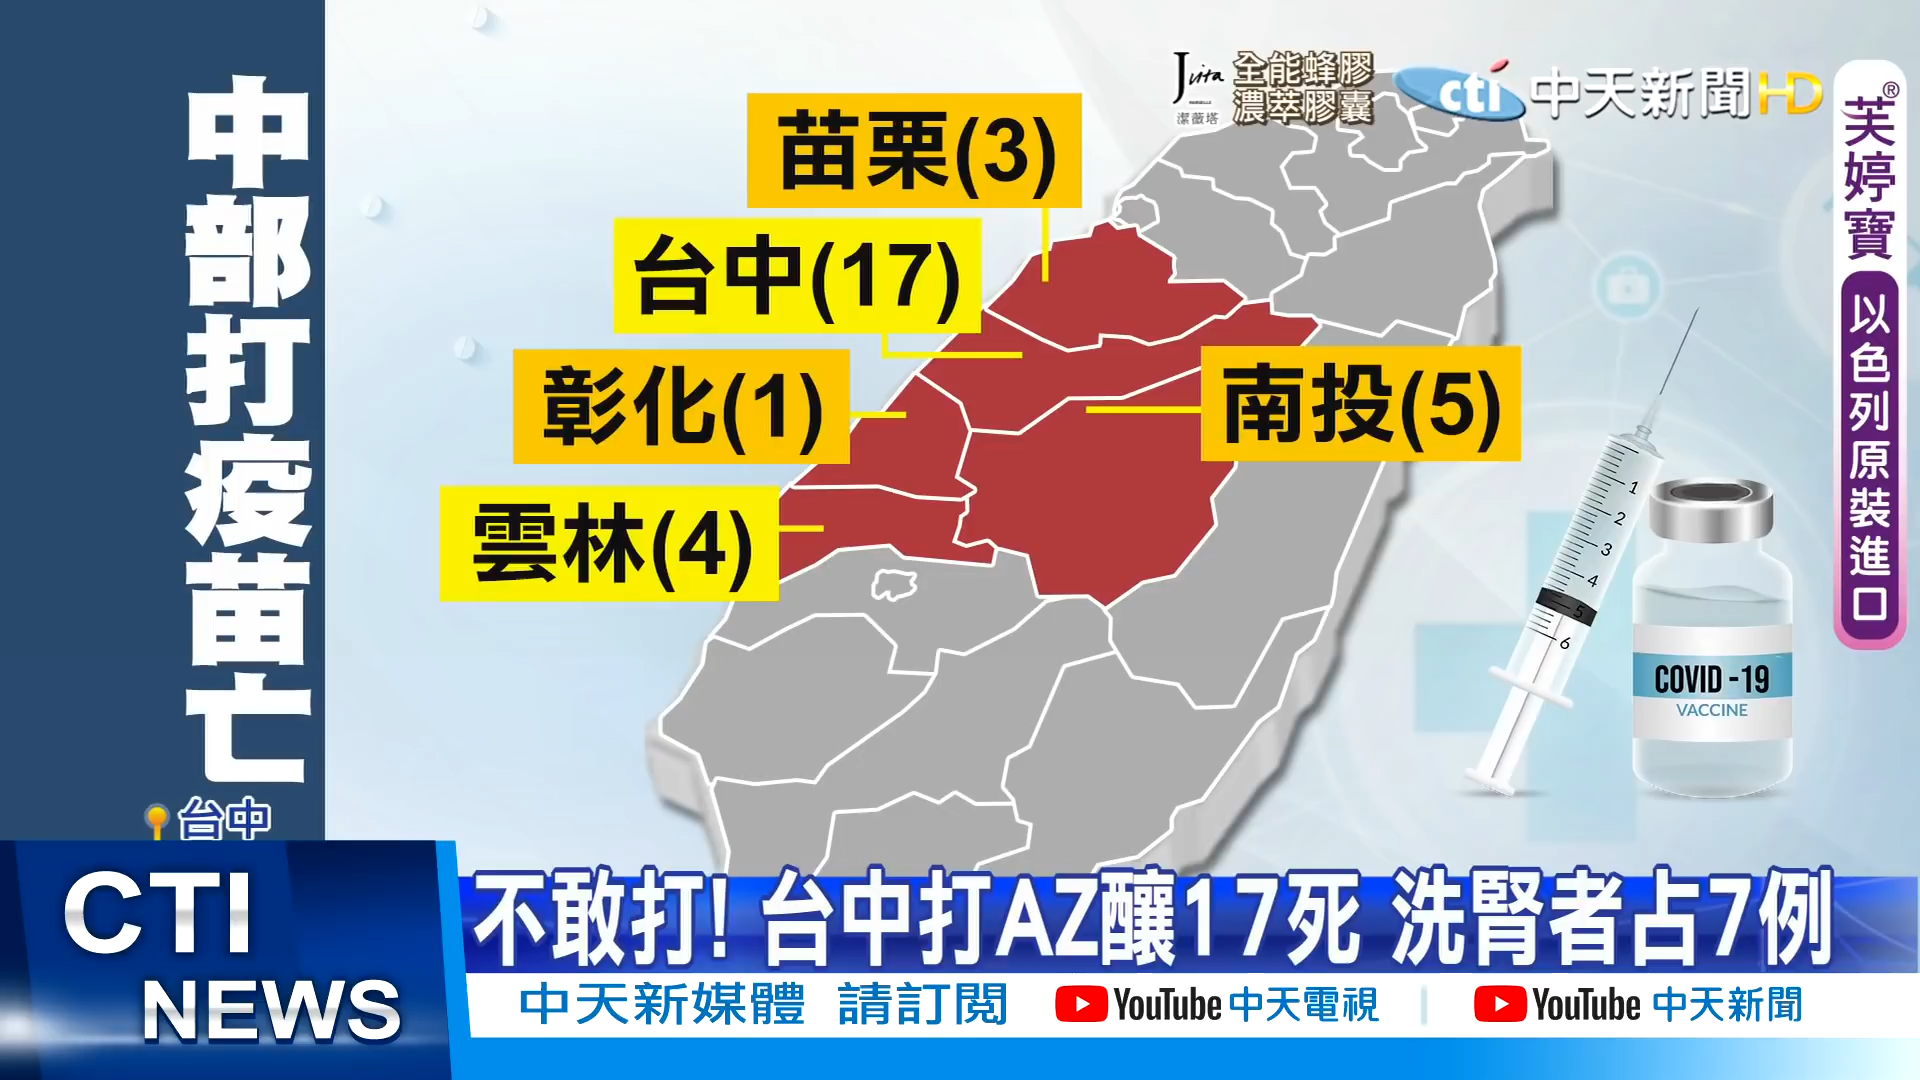 中部打疫苗亡
台中
苗栗(3)
台中(17)
彰化(1)
南投(5)
雲林(4)
Jvita
MARSEILLE
潔薇塔
全能蜂膠
濃萃膠囊
cti 中天新聞HD
芙婷寶®
以色列原裝進口
1
2
3
4
5
6
COVID -19
VACCINE
CTI
NEWS
不敢打! 台中打AZ釀17死 洗腎者占7例
中天新媒體 請訂閱 YouTube 中天電視 | YouTube 中天新聞